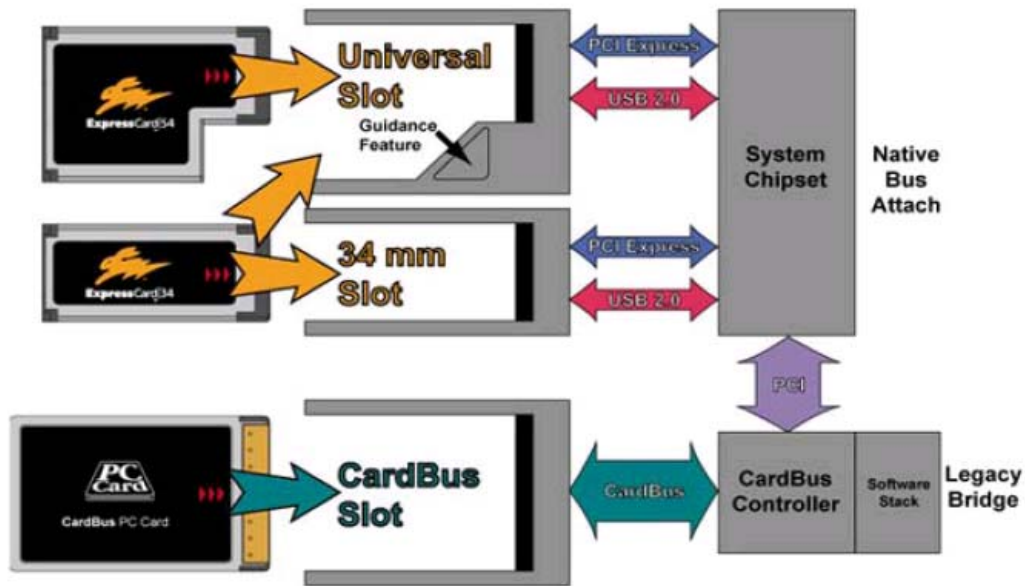 Universal
Slot
PCI Express
USB 2.0
ExpressCard|54
Guidance
Feature
System
Chipset
Native
Bus
Attach
34 mm
Slot
PCI Express
USB 2.0
ExpressCard|34
PCI
PC
Card
CardBus PC Card
CardBus
Slot
CardBus
CardBus
Controller
Software
Stack
Legacy
Bridge